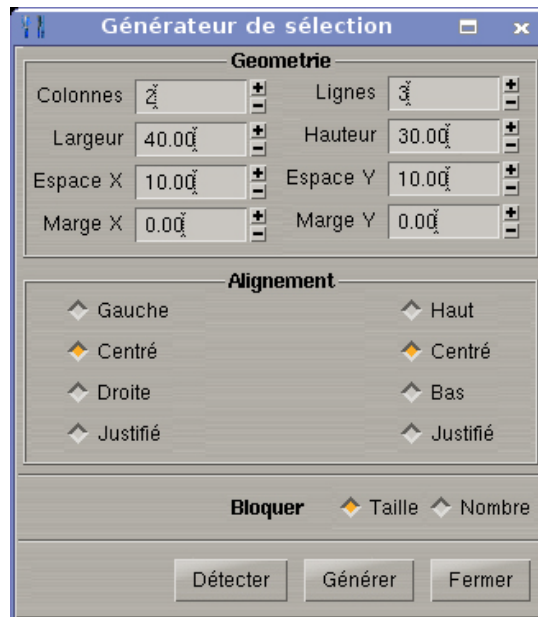 Générateur de sélection
Geometrie
Colonnes 2 Lignes 3
Largeur 40.00 Hauteur 30.00
Espace X 10.00 Espace Y 10.00
Marge X 0.00 Marge Y 0.00
Alignement
Gauche Haut
Centré Centré
Droite Bas
Justifié Justifié
Bloquer Taille Nombre
Détecter Générer Fermer